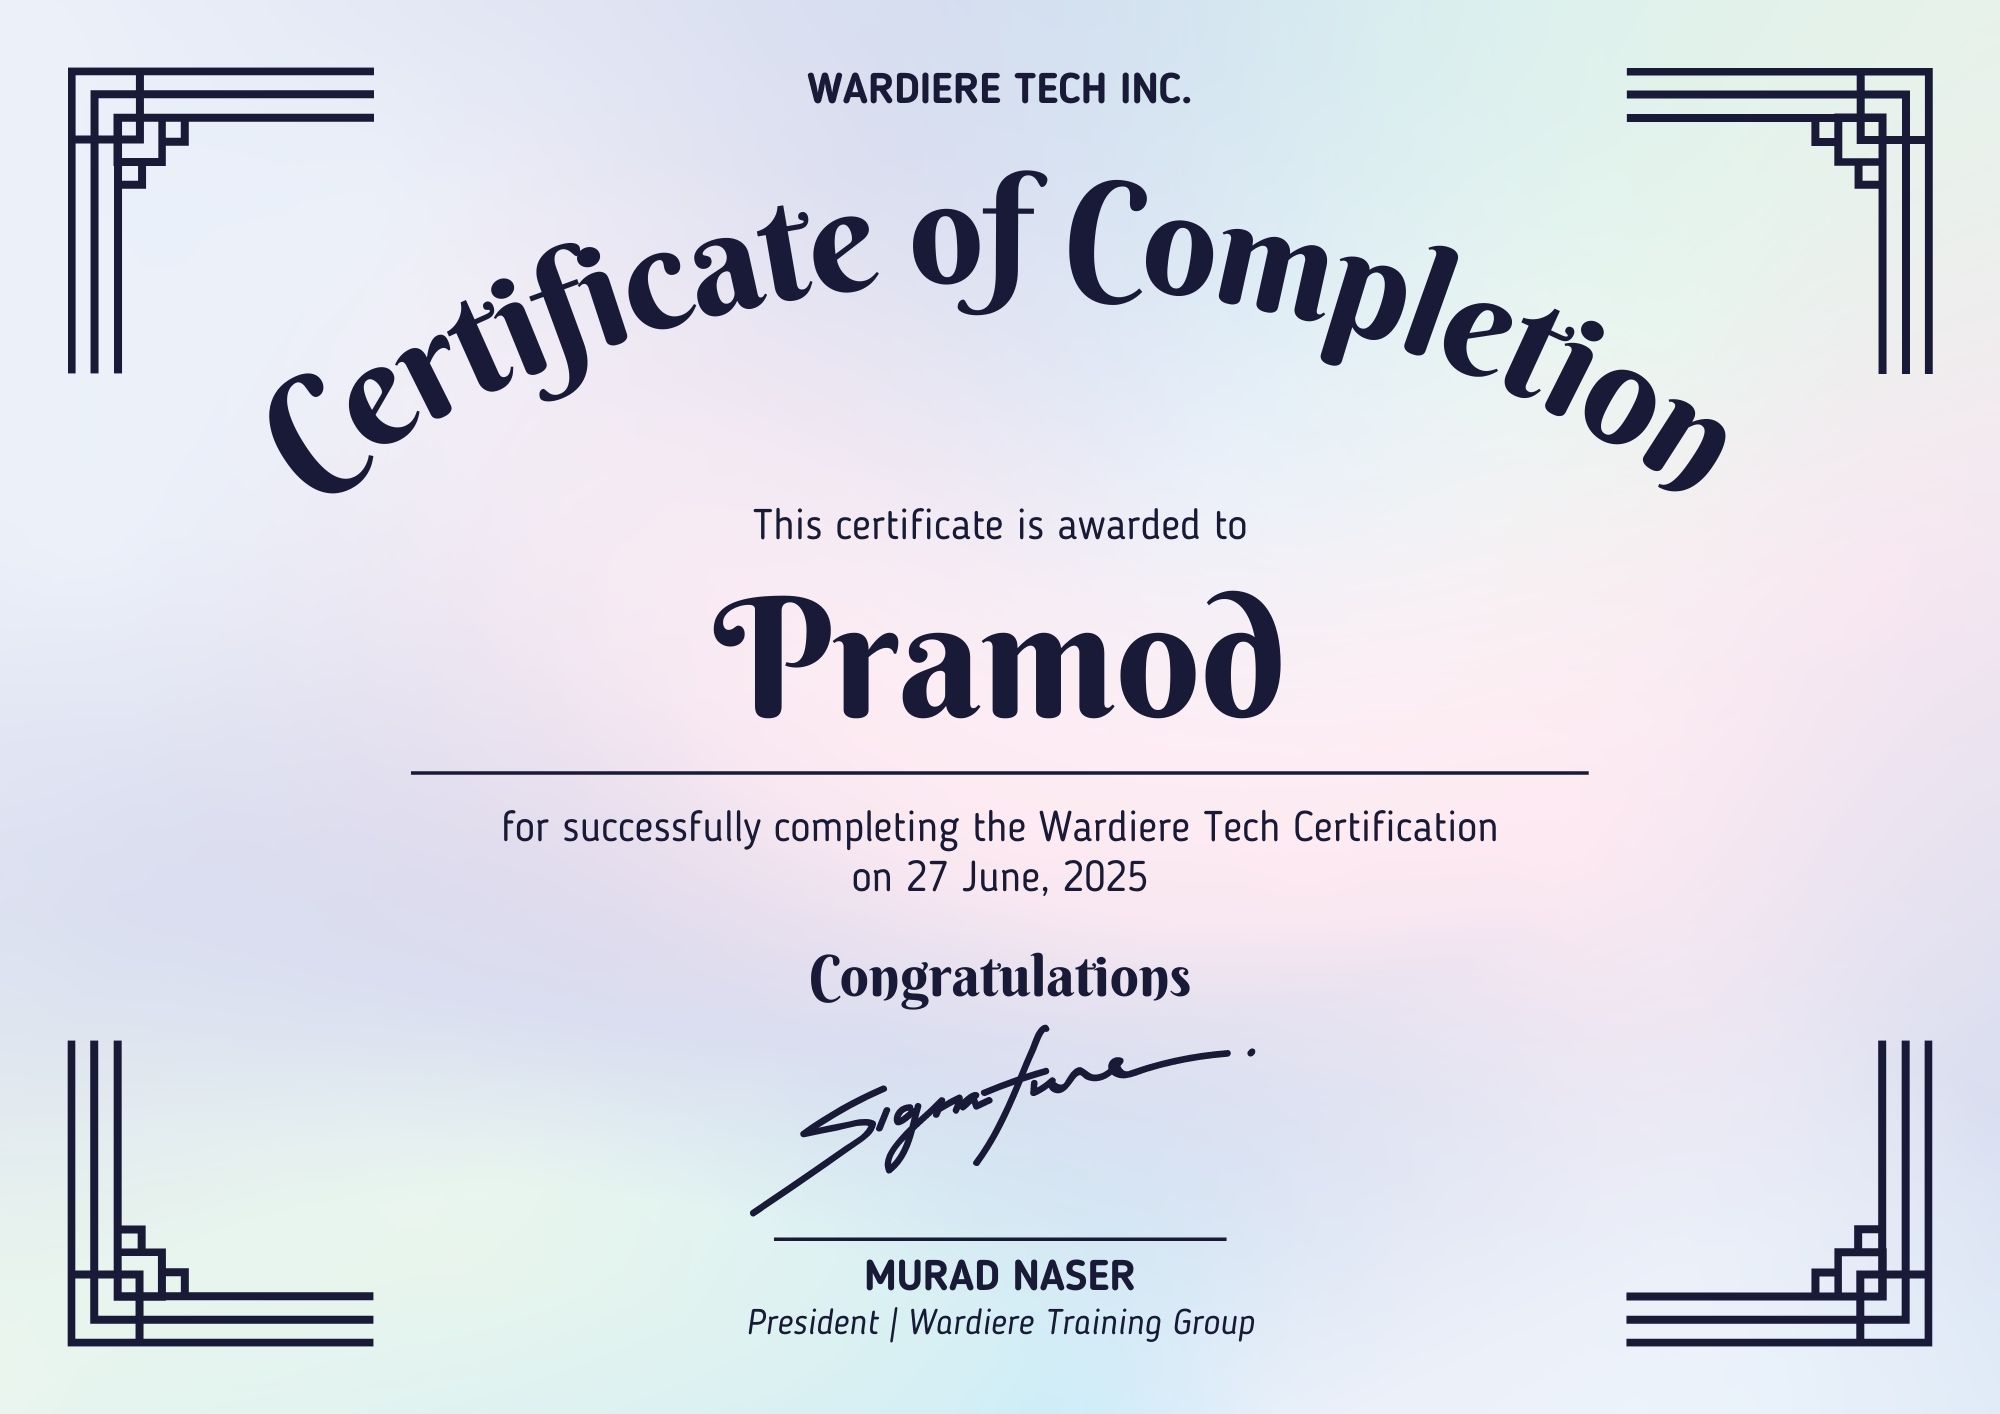 WARDIERE TECH INC.
Certificate of Completion
This certificate is awarded to
Pramod
for successfully completing the Wardiere Tech Certification
on 27 June, 2025
Congratulations
Signature.
MURAD NASER
President | Wardiere Training Group